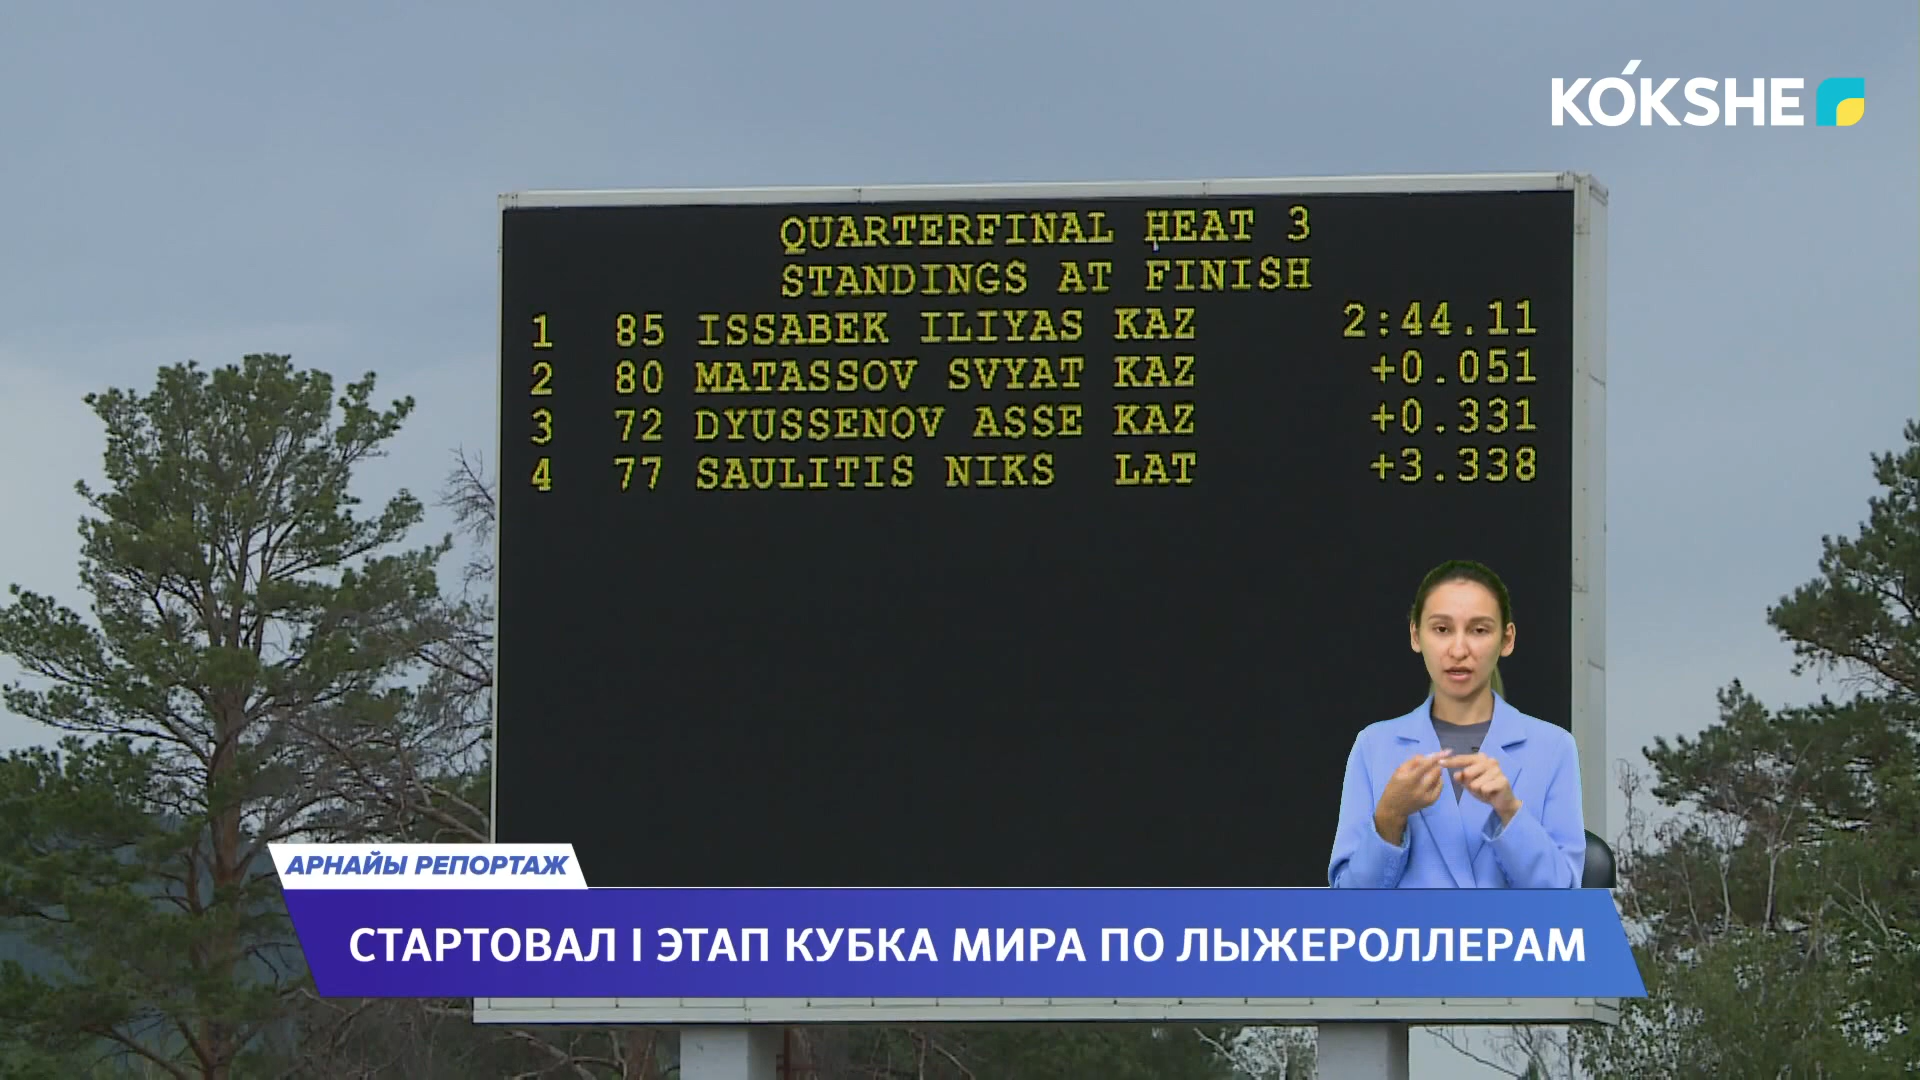 KÓKSHE
QUARTERFINAL HEAT 3
STANDINGS AT FINISH
1 85 ISSABEK ILIYAS KAZ 2:44.11
2 80 MATASSOV SVYAT KAZ +0.051
3 72 DYUSSENOV ASSE KAZ +0.331
4 77 SAULITIS NIKS LAT +3.338
АРНАЙЫ РЕПОРТАЖ
СТАРТОВАЛ I ЭТАП КУБКА МИРА ПО ЛЫЖЕРОЛЛЕРАМ